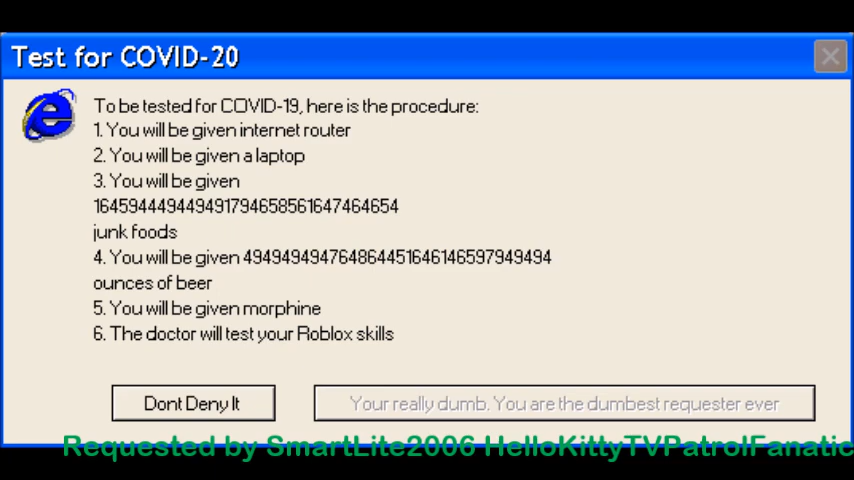 Test for COVID-20
To be tested for COVID-19, here is the procedure:
1. You will be given internet router
2. You will be given a laptop
3. You will be given
164594449449491794658561647464654
junk foods
4. You will be given 4949494947648644516461465979494​94
ounces of beer
5. You will be given morphine
6. The doctor will test your Roblox skills
Dont Deny It
Your really dumb. You are the dumbest requester ever
Requested by SmartLite2006 HelloKittyTVPatrolFanatic